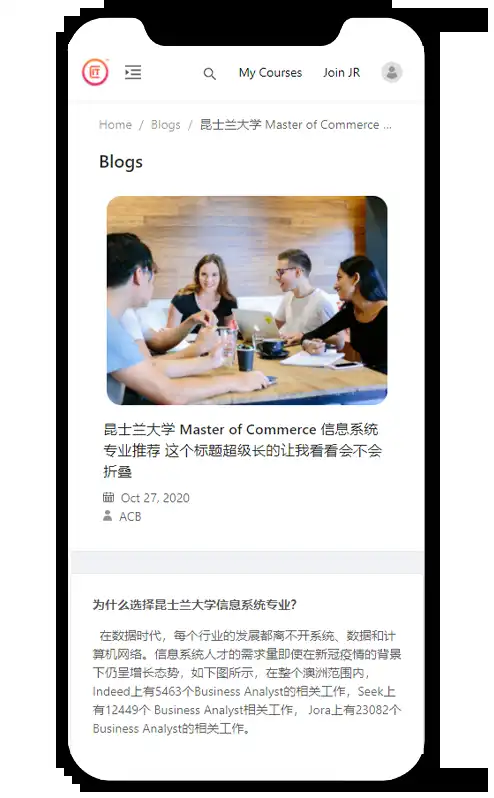 匠
My Courses Join JR
Home / Blogs / 昆士兰大学 Master of Commerce ...
Blogs
昆士兰大学 Master of Commerce 信息系统
专业推荐 这个标题超级长的让我看看会不会
折叠
Oct 27, 2020
ACB
为什么选择昆士兰大学信息系统专业?
在数据时代，每个行业的发展都离不开系统、数据和计
算机网络。信息系统人才的需求量即使在新冠疫情的背景
下仍呈增长态势，如下图所示，在整个澳洲范围内，
Indeed上有5463个Business Analyst的相关工作，Seek上
有12449个 Business Analyst相关工作， Jora上有23082个
Business Analyst的相关工作。